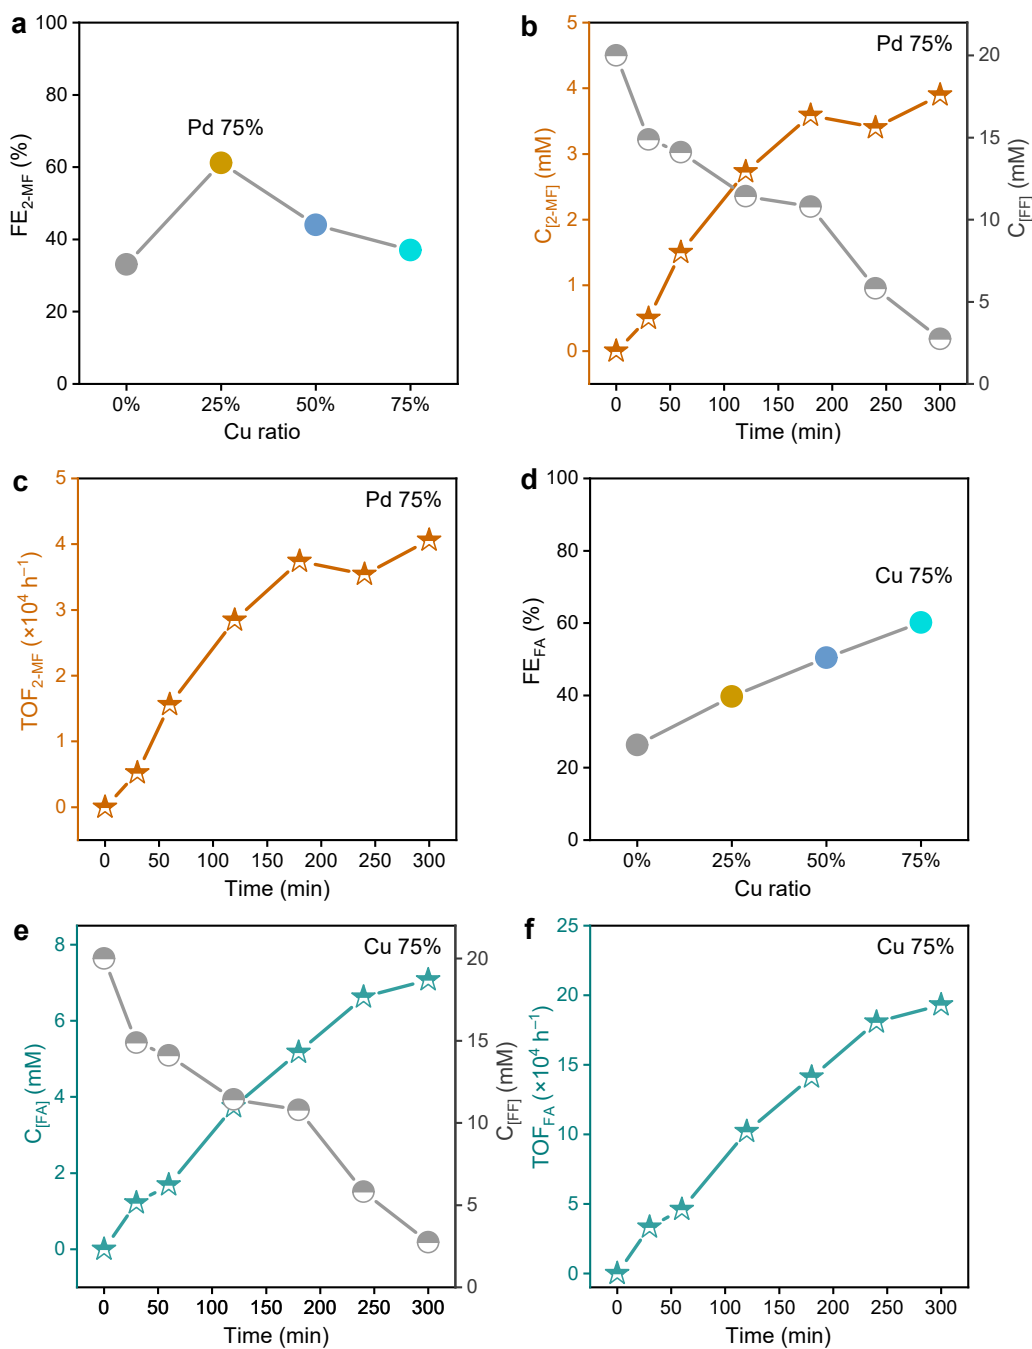 a
100
80
60
40
20
0
FE2-MF (%)
Pd 75%
0% 25% 50% 75%
Cu ratio
b
5
4
3
2
1
0
C[2-MF] (mM)
Pd 75%
20
15
10
5
0
C[FF] (mM)
0 50 100 150 200 250 300
Time (min)
c
5
4
3
2
1
0
TOF2-MF (×10⁴ h⁻¹)
Pd 75%
0 50 100 150 200 250 300
Time (min)
d
100
80
60
40
20
0
FEFA (%)
Cu 75%
0% 25% 50% 75%
Cu ratio
e
8
6
4
2
0
C[FA] (mM)
Cu 75%
20
15
10
5
0
C[FF] (mM)
0 50 100 150 200 250 300
Time (min)
f
25
20
15
10
5
0
TOFFA (×10⁴ h⁻¹)
Cu 75%
0 50 100 150 200 250 300
Time (min)